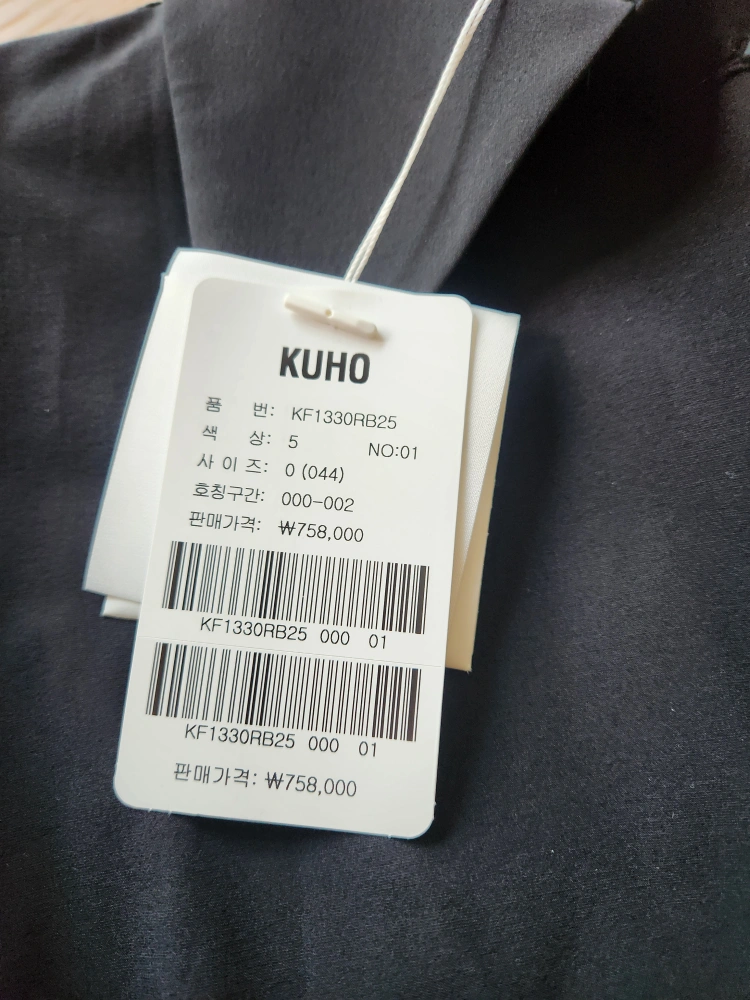 KUHO
품 번: KF1330RB25
색 상: 5 NO:01
사 이 즈: 0 (044)
호칭구간: 000-002
판매가격: ₩758,000
KF1330RB25 000 01
KF1330RB25 000 01
판매가격: ₩758,000